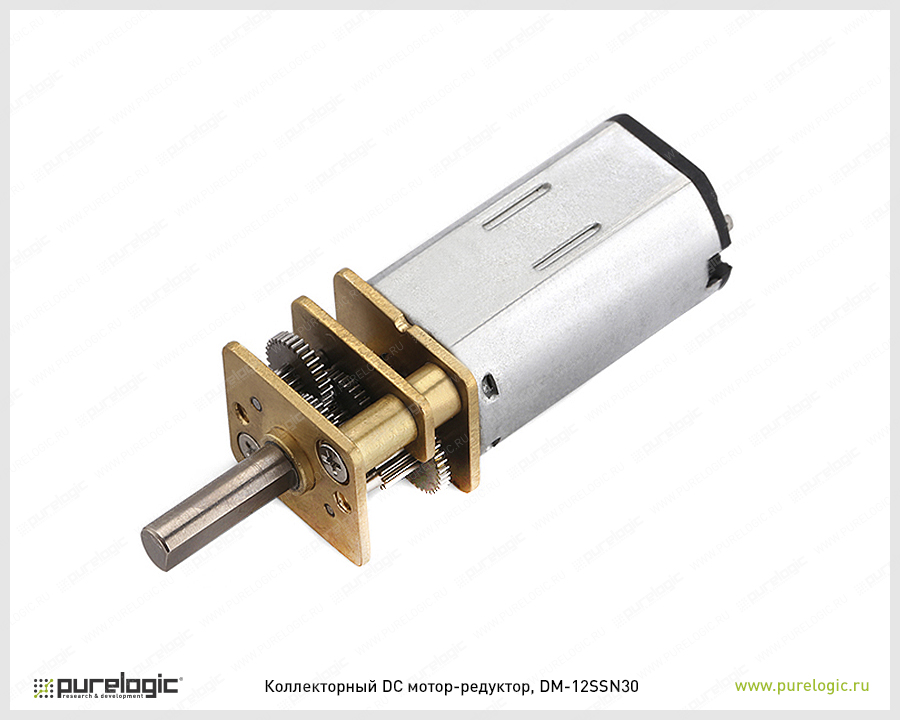 purelogic
research & development
Коллекторный DC мотор-редуктор, DM-12SSN30
www.purelogic.ru